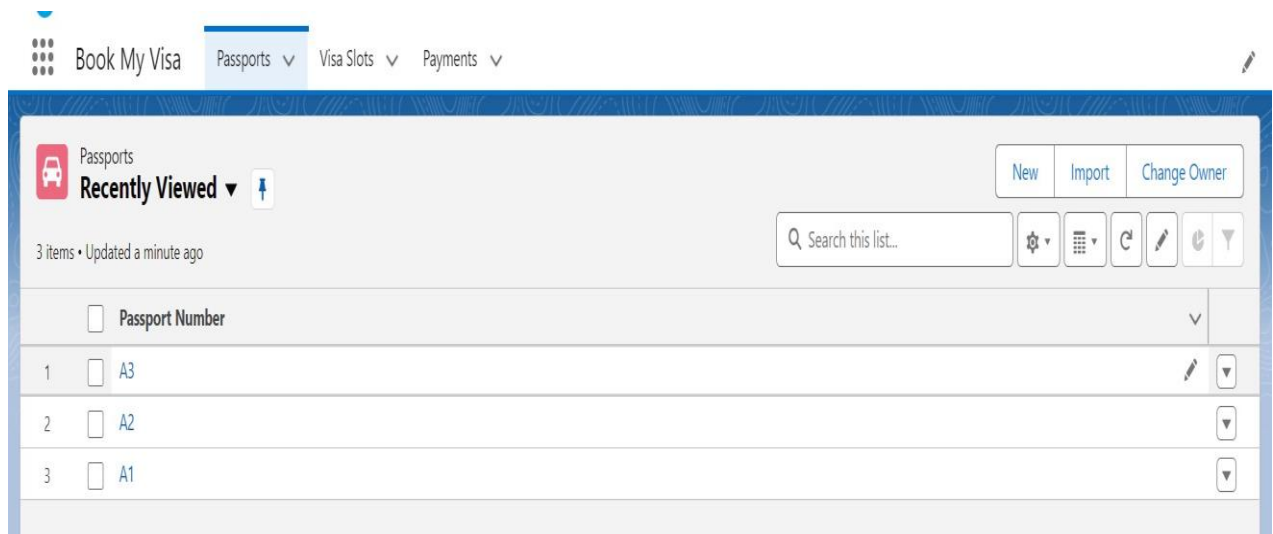 Book My Visa Passports Visa Slots Payments
Passports
Recently Viewed
New Import Change Owner
3 items • Updated a minute ago
Search this list...
Passport Number
1 A3
2 A2
3 A1